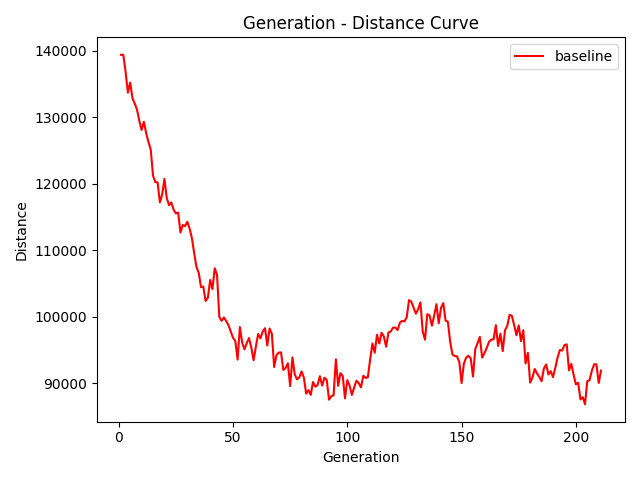 Generation - Distance Curve
baseline
140000
130000
120000
110000
100000
90000
Distance
0
50
100
150
200
Generation